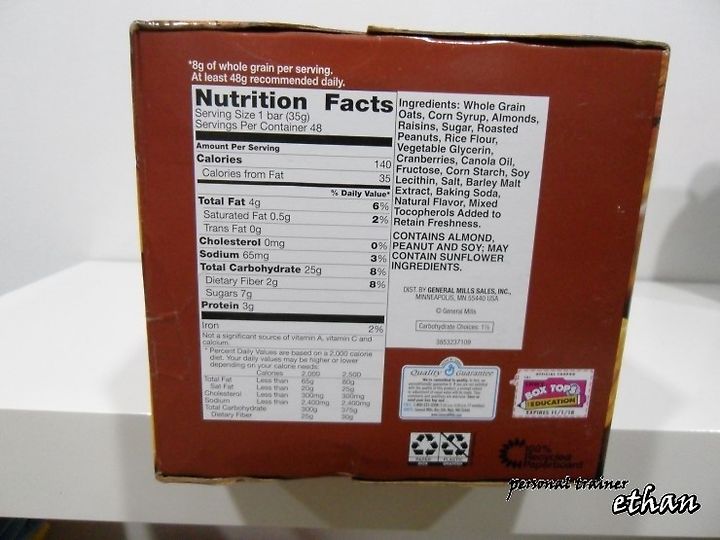 *8g of whole grain per serving.
At least 48g recommended daily.
Nutrition Facts
Serving Size 1 bar (35g)
Servings Per Container 48
Amount Per Serving
Calories 140
Calories from Fat 35
% Daily Value*
Total Fat 4g 6%
Saturated Fat 0.5g 2%
Trans Fat 0g
Cholesterol 0mg 0%
Sodium 65mg 3%
Total Carbohydrate 25g 8%
Dietary Fiber 2g 8%
Sugars 7g
Protein 3g
Iron 2%
Not a significant source of vitamin A, vitamin C and
calcium.
* Percent Daily Values are based on a 2,000 calorie
diet. Your daily values may be higher or lower
depending on your calorie needs:
Calories 2,000 2,500
Total Fat Less than 65g 80g
Sat Fat Less than 20g 25g
Cholesterol Less than 300mg 300mg
Sodium Less than 2,400mg 2,400mg
Total Carbohydrate 300g 375g
Dietary Fiber 25g 30g
Ingredients: Whole Grain
Oats, Corn Syrup, Almonds,
Raisins, Sugar, Roasted
Peanuts, Rice Flour,
Vegetable Glycerin,
Cranberries, Canola Oil,
Fructose, Corn Starch, Soy
Lecithin, Salt, Barley Malt
Extract, Baking Soda,
Natural Flavor, Mixed
Tocopherols Added to
Retain Freshness.
CONTAINS ALMOND,
PEANUT AND SOY; MAY
CONTAIN SUNFLOWER
INGREDIENTS.
DIST. BY GENERAL MILLS SALES, INC.,
MINNEAPOLIS, MN 55440 USA
© General Mills
Carbohydrate Choices: 1½
3853237109
Quality Guarantee
OFFICIAL COUPON
BOX TOPS
EDUCATION
EXPIRES 11/1/18
100%
Recycled
Paperboard
personal trainer
ethan